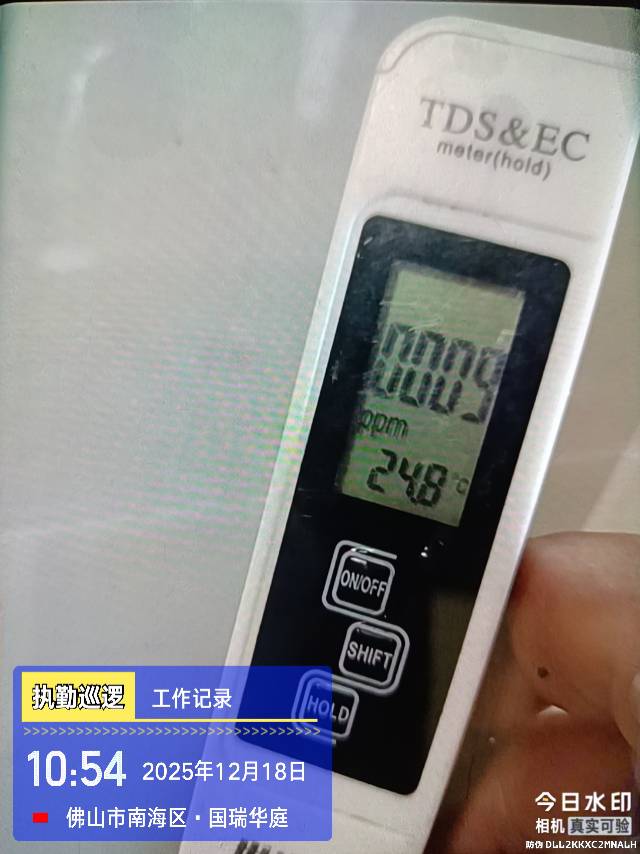 TDS&EC
meter(hold)
ppm
24.8 °C
ON/OFF
SHIFT
HOLD
执勤巡逻 工作记录
10:54 2025年12月18日
佛山市南海区·国瑞华庭
今日水印
相机 真实可验
防伪 DLL2KKXC2MNALH